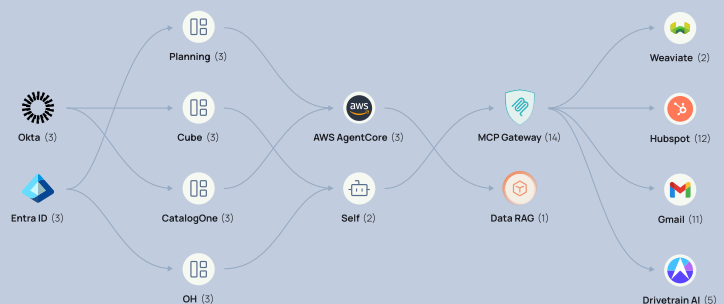 Planning (3)
Weaviate (2)
Okta (3)
Cube (3)
aws
AWS AgentCore (3)
MCP Gateway (14)
Hubspot (12)
Entra ID (3)
CatalogOne (3)
Self (2)
Data RAG (1)
Gmail (11)
OH (3)
Drivetrain AI (5)